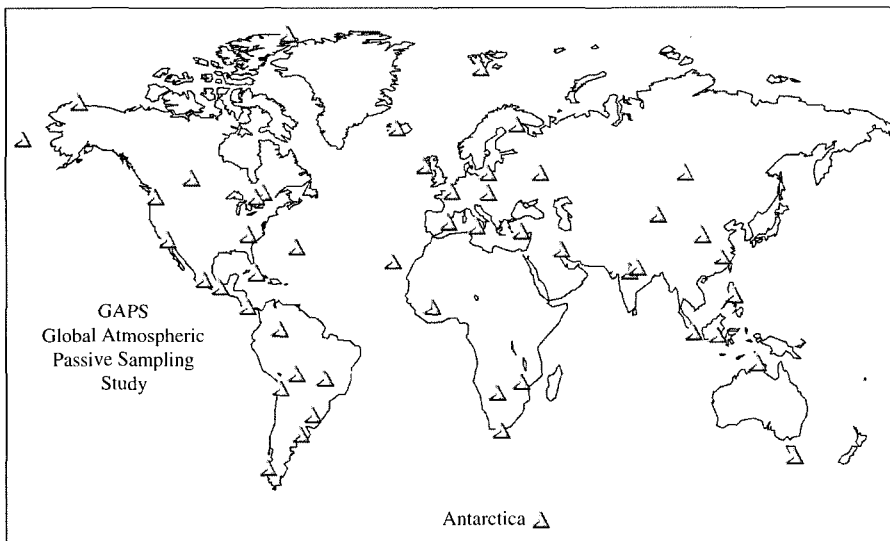 GAPS
Global Atmospheric
Passive Sampling
Study
Antarctica